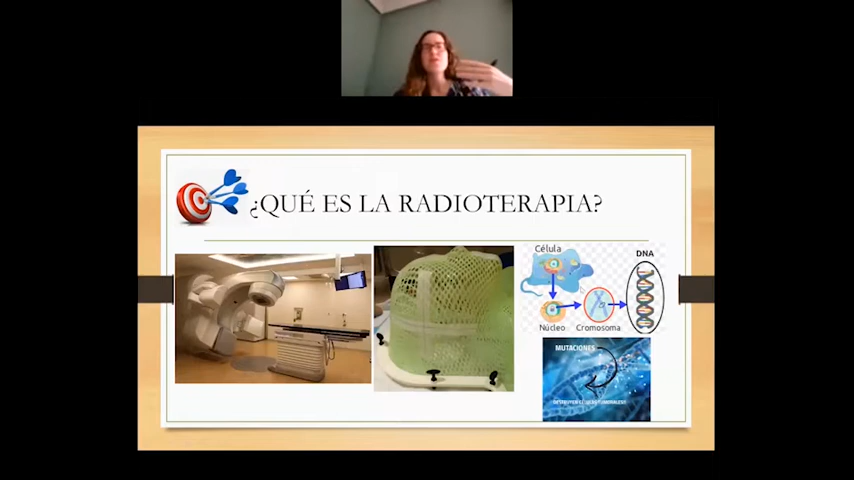 ¿QUÉ ES LA RADIOTERAPIA?
Célula
DNA
Núcleo
Cromosoma
MUTACIONES